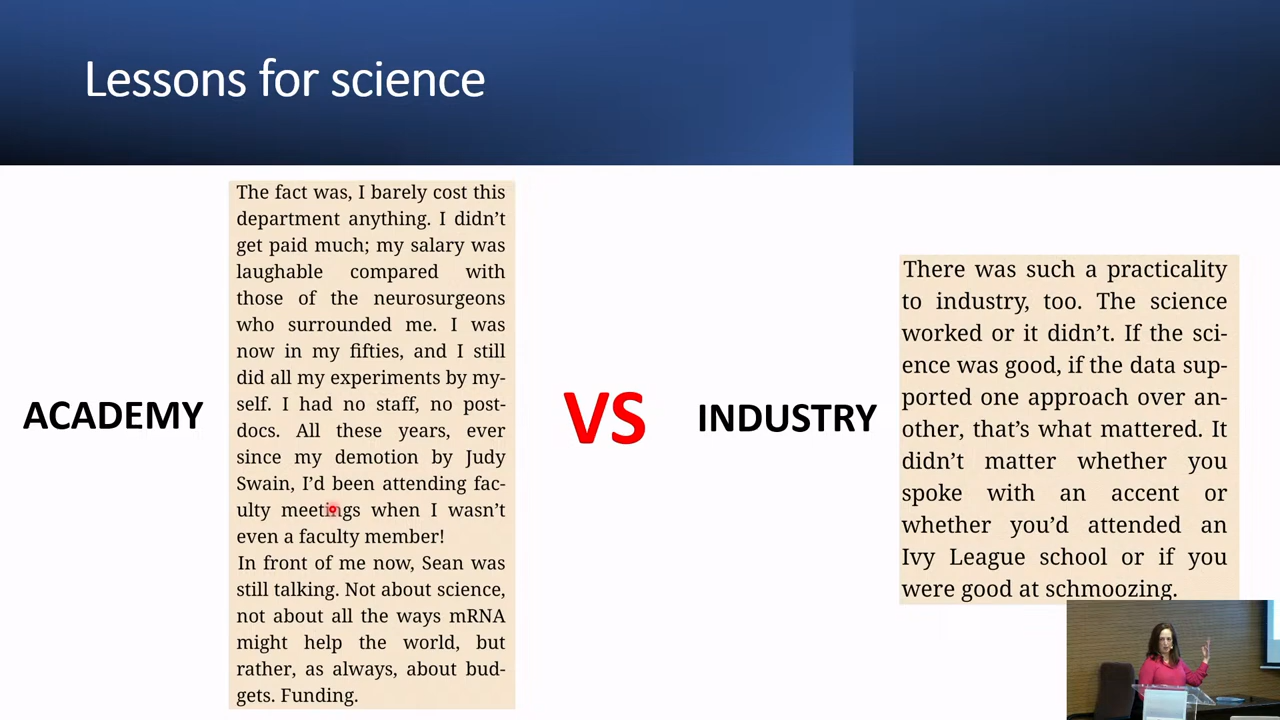 Lessons for science
ACADEMY
The fact was, I barely cost this
department anything. I didn’t
get paid much; my salary was
laughable compared with
those of the neurosurgeons
who surrounded me. I was
now in my fifties, and I still
did all my experiments by my-
self. I had no staff, no post-
docs. All these years, ever
since my demotion by Judy
Swain, I’d been attending fac-
ulty meetings when I wasn’t
even a faculty member!
In front of me now, Sean was
still talking. Not about science,
not about all the ways mRNA
might help the world, but
rather, as always, about bud-
gets. Funding.
VS
INDUSTRY
There was such a practicality
to industry, too. The science
worked or it didn’t. If the sci-
ence was good, if the data sup-
ported one approach over an-
other, that’s what mattered. It
didn’t matter whether you
spoke with an accent or
whether you’d attended an
Ivy League school or if you
were good at schmoozing.